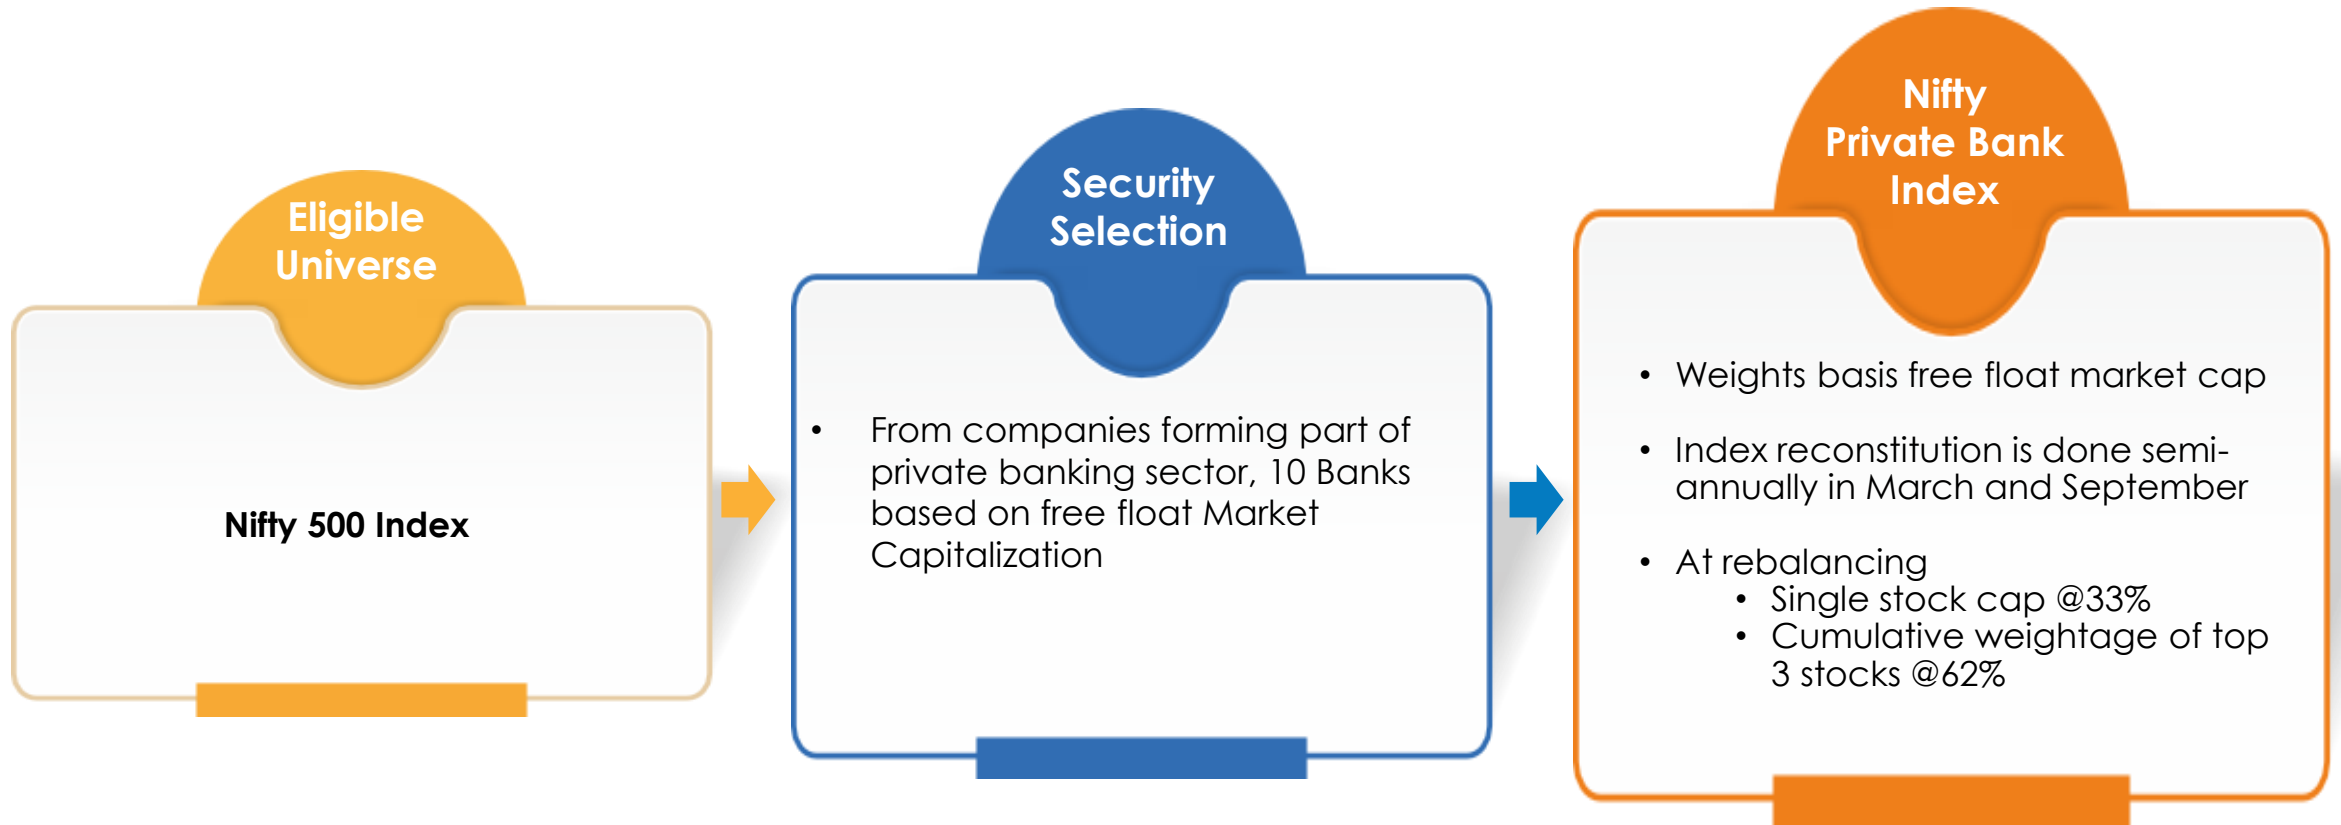 Eligible
Universe
Nifty 500 Index
Security
Selection
• From companies forming part of
private banking sector, 10 Banks
based on free float Market
Capitalization
Nifty
Private Bank
Index
• Weights basis free float market cap
• Index reconstitution is done semi-
annually in March and September
• At rebalancing
• Single stock cap @33%
• Cumulative weightage of top
3 stocks @62%